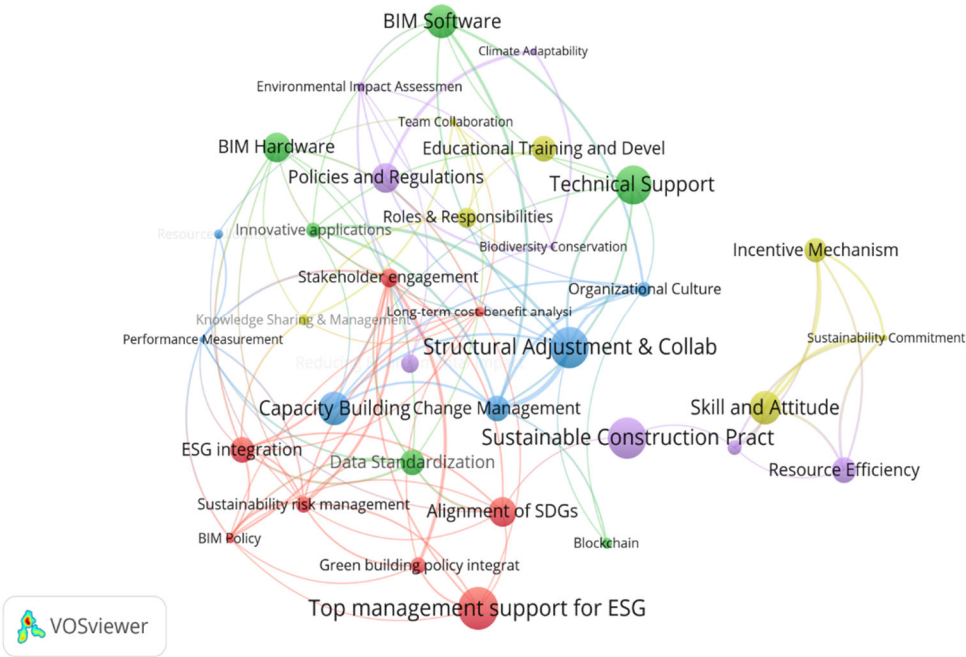 BIM Software
Climate Adaptability
Environmental Impact Assessmen
Team Collaboration
BIM Hardware
Educational Training and Devel
Policies and Regulations
Technical Support
Roles & Responsibilities
Innovative applications
Resource
Biodiversity Conservation
Incentive Mechanism
Stakeholder engagement
Organizational Culture
Long-term cost-benefit analysi
Knowledge Sharing & Management
Performance Measurement
Sustainability Commitment
Structural Adjustment & Collab
Reducing
Capacity Building
Change Management
Skill and Attitude
Sustainable Construction Pract
ESG integration
Data Standardization
Resource Efficiency
Sustainability risk management
Alignment of SDGs
BIM Policy
Blockchain
Green building policy integrat
Top management support for ESG
VOSviewer